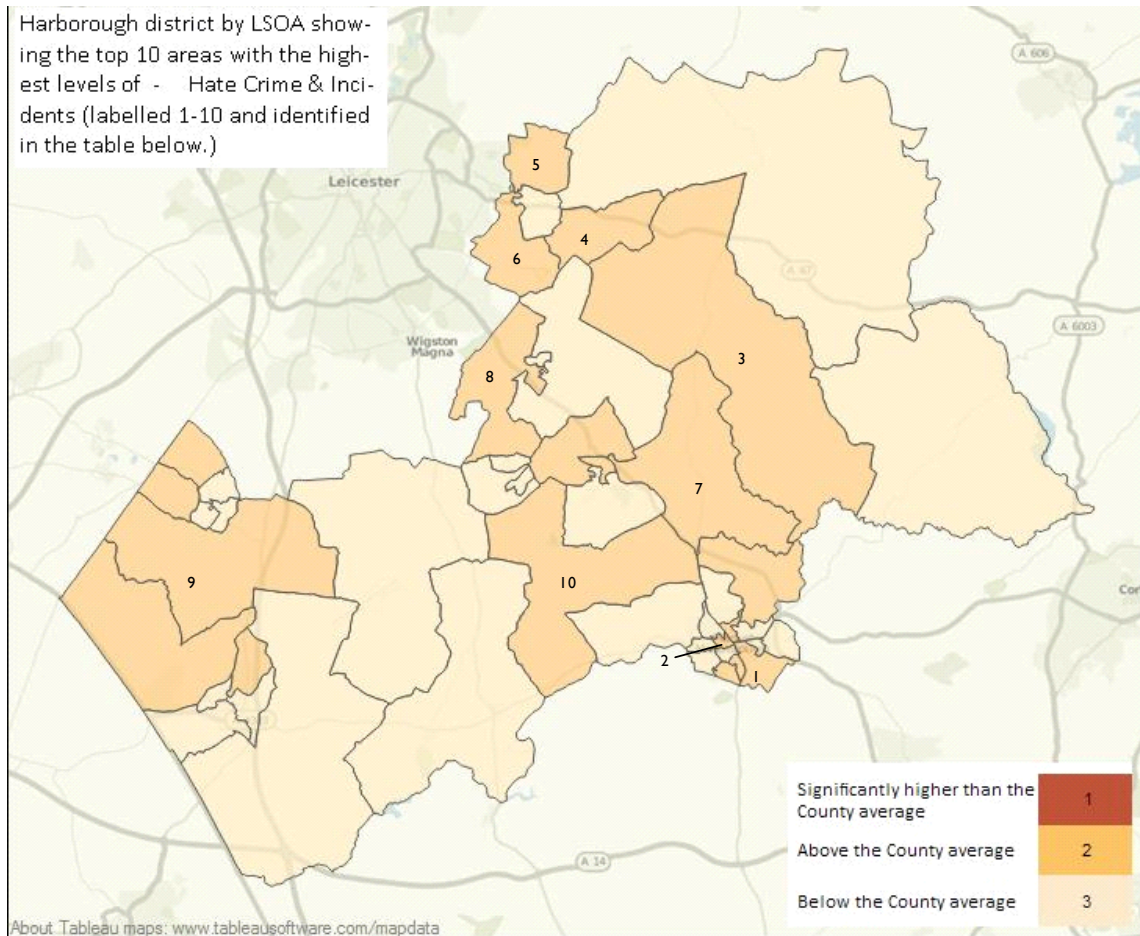 Harborough district by LSOA show-
ing the top 10 areas with the high-
est levels of - Hate Crime & Inci-
dents (labelled 1-10 and identified
in the table below.)
A 606
5
Leicester
4
6
A 47
A 6003
Wigston
Magna
3
8
7
9
10
Cor
2
1
Significantly higher than the
County average
1
Above the County average
2
A 14
Below the County average
3
About Tableau maps: www.tableausoftware.com/mapdata